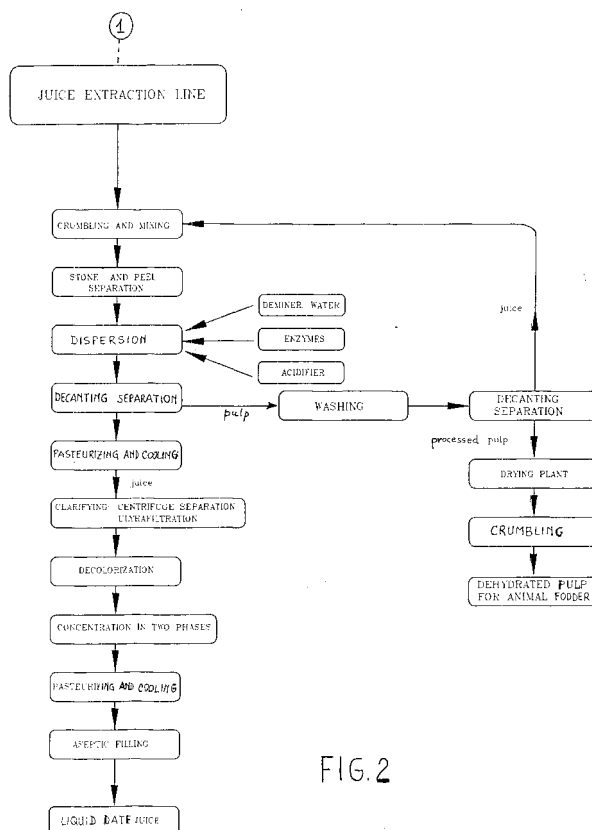 1
JUICE EXTRACTION LINE
CRUMBLING AND MIXING
STONE AND PEEL
SEPARATION
juice
DEMINER. WATER
DISPERSION
ENZYMES
ACIDIFIER
DECANTING SEPARATION
pulp
WASHING
DECANTING
SEPARATION
PASTEURIZING AND COOLING
processed pulp
juice
DRYING PLANT
CLARIFYING: CENTRIFUGE SEPARATION
ULTRAFILTRATION
CRUMBLING
DECOLORIZATION
DEHYDRATED PULP
FOR ANIMAL FODDER
CONCENTRATION IN TWO PHASES
PASTEURIZING AND COOLING
ASEPTIC FILLING
FIG.2
LIQUID DATE JUICE